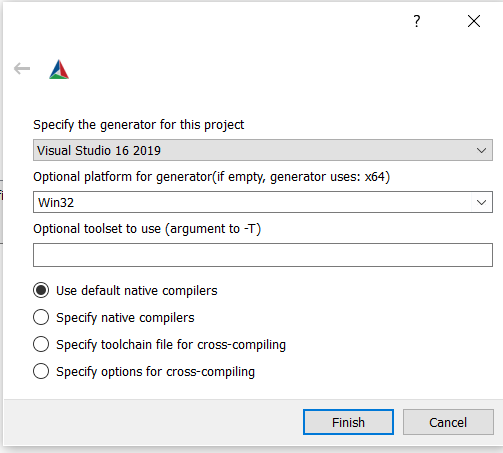 ?
Specify the generator for this project
Visual Studio 16 2019
Optional platform for generator(if empty, generator uses: x64)
Win32
Optional toolset to use (argument to -T)
Use default native compilers
Specify native compilers
Specify toolchain file for cross-compiling
Specify options for cross-compiling
Finish Cancel